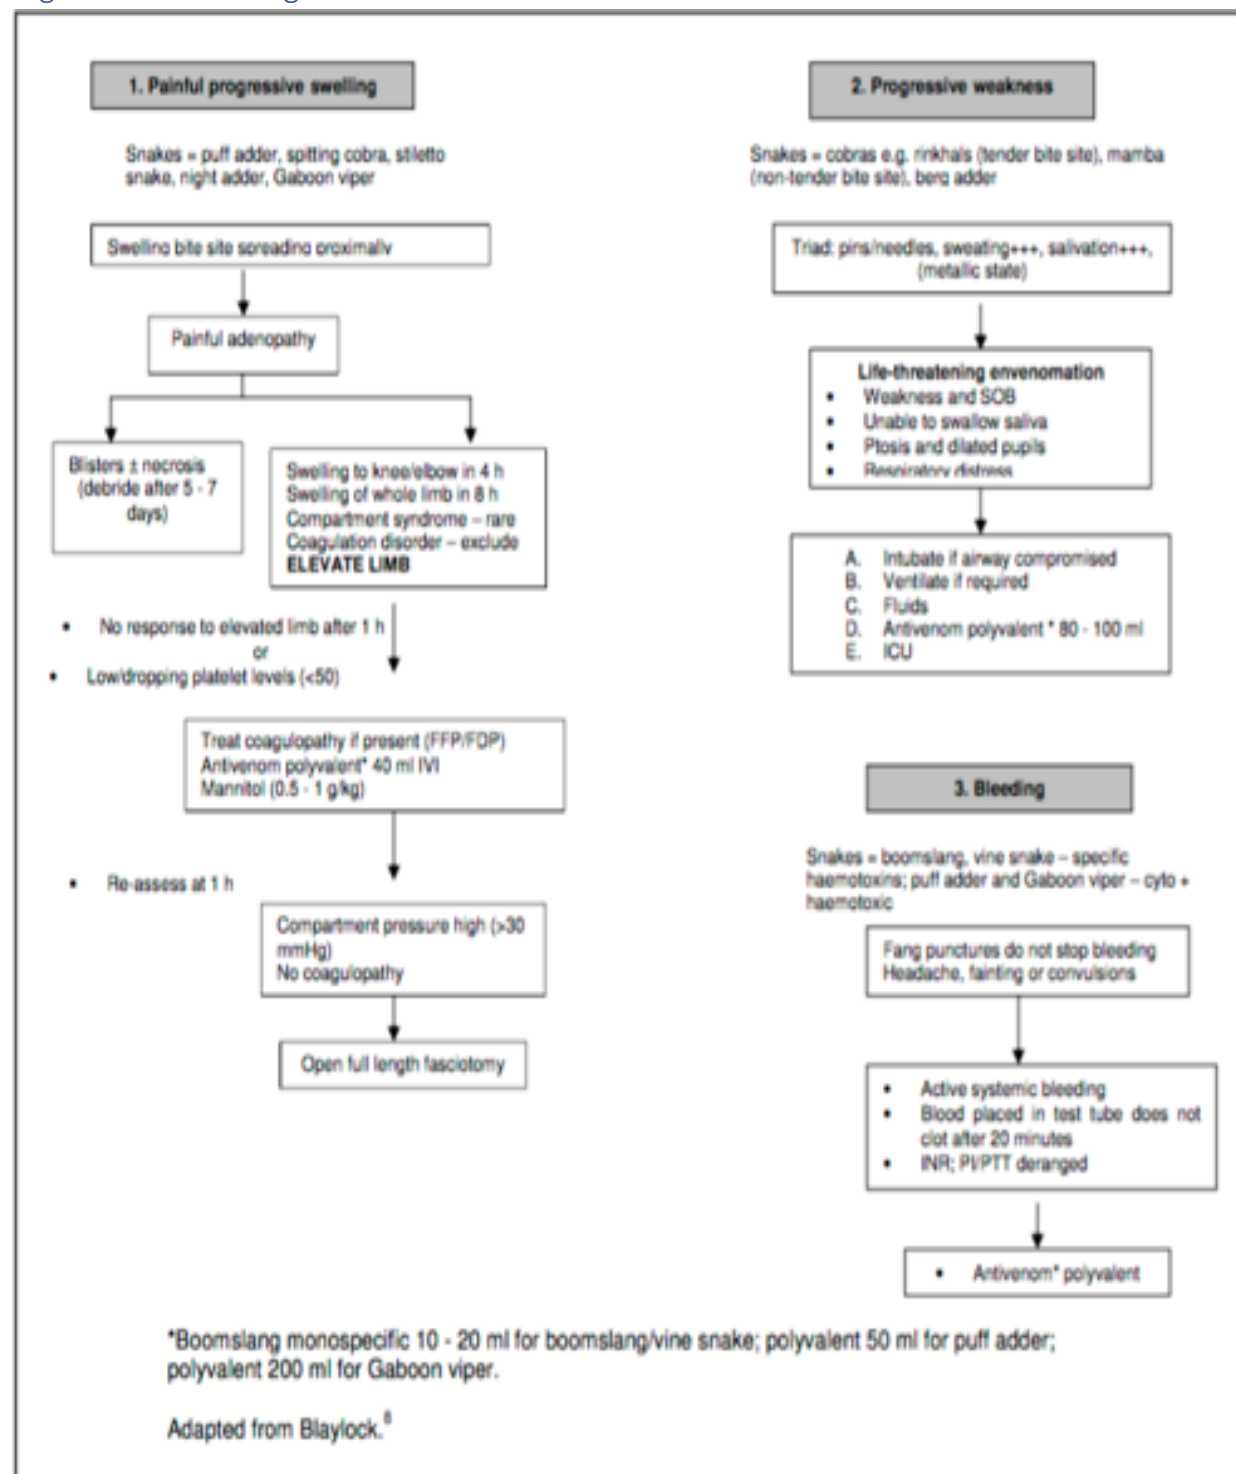 1. Painful progressive swelling
Snakes = puff adder, spitting cobra, stiletto
snake, night adder, Gaboon viper
Swelling bite site spreading proximally
Painful adenopathy
Blisters ± necrosis
(debride after 5 - 7
days)
Swelling to knee/elbow in 4 h
Swelling of whole limb in 8 h
Compartment syndrome – rare
Coagulation disorder – exclude
ELEVATE LIMB
• No response to elevated limb after 1 h
or
• Low/dropping platelet levels (<50)
Treat coagulopathy if present (FFP/FDP)
Antivenom polyvalent* 40 ml IVI
Mannitol (0.5 - 1 g/kg)
• Re-assess at 1 h
Compartment pressure high (>30
mmHg)
No coagulopathy
Open full length fasciotomy
2. Progressive weakness
Snakes = cobras e.g. rinkhals (tender bite site), mamba
(non-tender bite site), berg adder
Triad: pins/needles, sweating+++, salivation+++,
(metallic state)
Life-threatening envenomation
• Weakness and SOB
• Unable to swallow saliva
• Ptosis and dilated pupils
• Respiratory distress
A. Intubate if airway compromised
B. Ventilate if required
C. Fluids
D. Antivenom polyvalent * 80 - 100 ml
E. ICU
3. Bleeding
Snakes = boomslang, vine snake – specific
haemotoxins; puff adder and Gaboon viper – cyto +
haemotoxic
Fang punctures do not stop bleeding
Headache, fainting or convulsions
• Active systemic bleeding
• Blood placed in test tube does not
clot after 20 minutes
• INR; PI/PTT deranged
• Antivenom* polyvalent
*Boomslang monospecific 10 - 20 ml for boomslang/vine snake; polyvalent 50 ml for puff adder;
polyvalent 200 ml for Gaboon viper.
Adapted from Blaylock.8